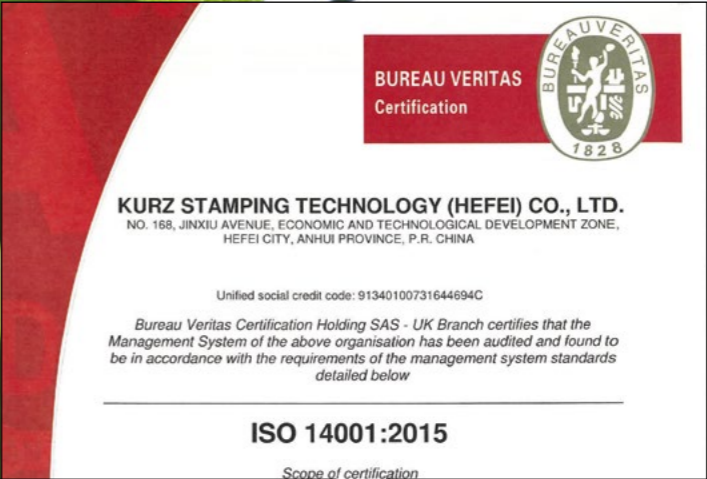 BUREAU VERITAS
Certification
BUREAU VERITAS
1828
KURZ STAMPING TECHNOLOGY (HEFEI) CO., LTD.
NO. 168, JINXIU AVENUE, ECONOMIC AND TECHNOLOGICAL DEVELOPMENT ZONE,
HEFEI CITY, ANHUI PROVINCE, P.R. CHINA
Unified social credit code: 91340100731644694C
Bureau Veritas Certification Holding SAS - UK Branch certifies that the
Management System of the above organisation has been audited and found to
be in accordance with the requirements of the management system standards
detailed below
ISO 14001:2015
Scope of certification